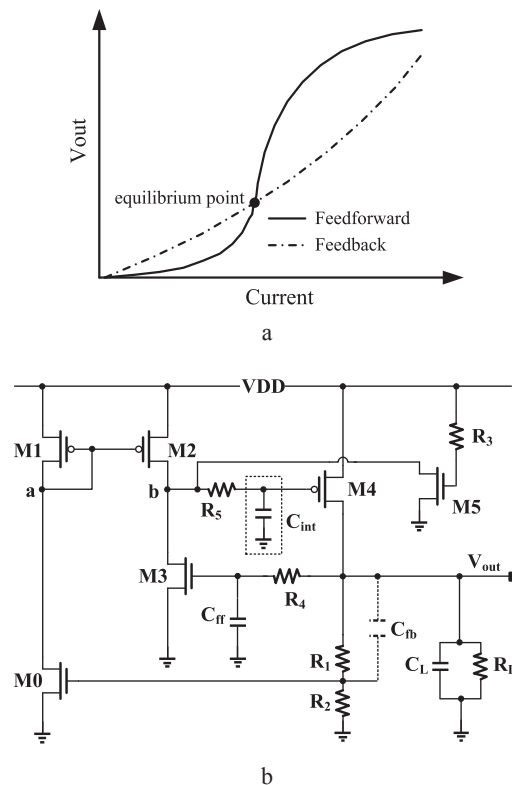 Vout
equilibrium point
Feedforward
Feedback
Current
a
VDD
M1
M2
R3
a
b
M4
M5
R5
Cint
Vout
M3
R4
Cff
Cfb
R1
CL
M0
R2
b